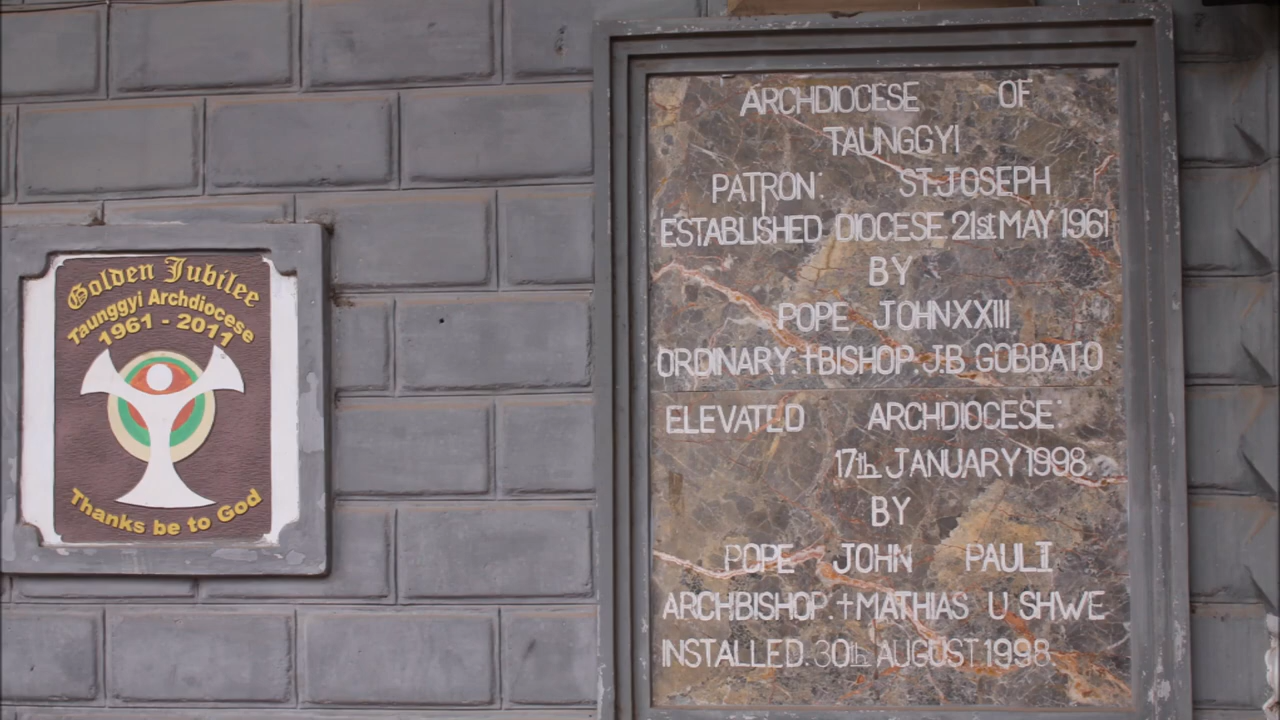 Golden Jubilee
Taunggyi Archdiocese
1961 - 2011
Thanks be to God
ARCHDIOCESE OF
TAUNGGYI
PATRON: ST.JOSEPH
ESTABLISHED DIOCESE 21st MAY 1961
BY
POPE JOHNXXIII
ORDINARY: †BISHOP. J.B. GOBBATO
ELEVATED ARCHDIOCESE:
17th JANUARY 1998.
BY
POPE JOHN PAUL II
ARCHBISHOP. †MATHIAS U SHWE
INSTALLED. 30th AUGUST 1998.